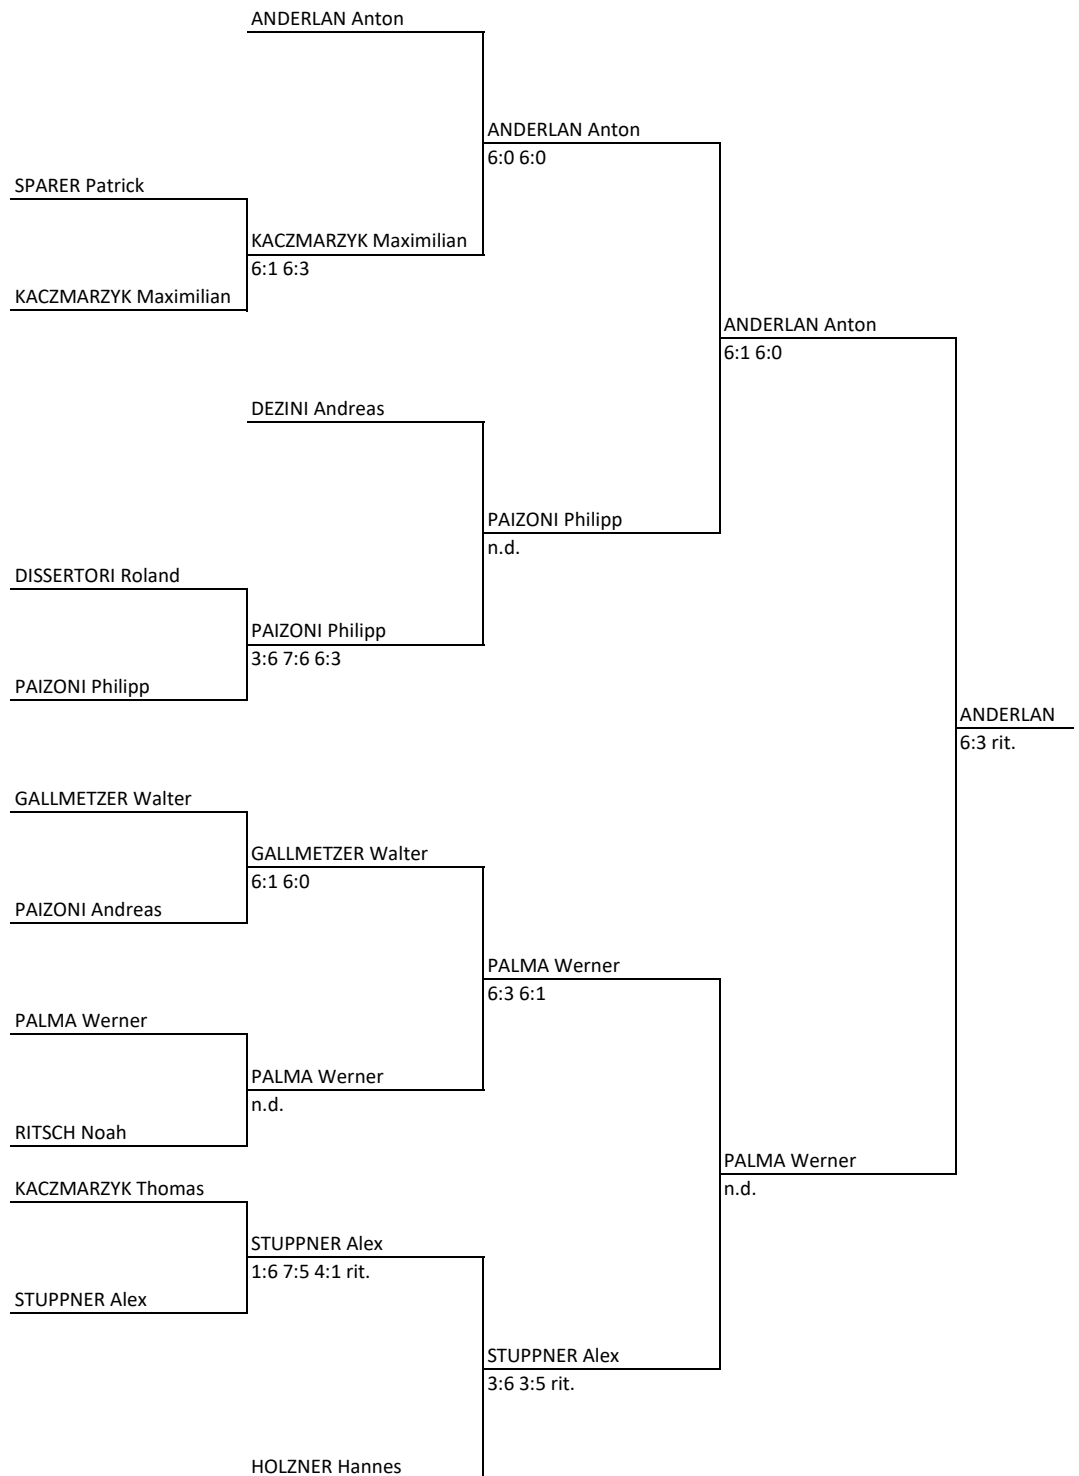 ANDERLAN Anton
ANDERLAN Anton
6:0 6:0
SPARER Patrick
KACZMARZYK Maximilian
6:1 6:3
KACZMARZYK Maximilian
ANDERLAN Anton
6:1 6:0
DEZINI Andreas
PAIZONI Philipp
n.d.
DISSERTORI Roland
PAIZONI Philipp
3:6 7:6 6:3
PAIZONI Philipp
ANDERLAN
6:3 rit.
GALLMETZER Walter
GALLMETZER Walter
6:1 6:0
PAIZONI Andreas
PALMA Werner
6:3 6:1
PALMA Werner
PALMA Werner
n.d.
RITSCH Noah
PALMA Werner
n.d.
KACZMARZYK Thomas
STUPPNER Alex
1:6 7:5 4:1 rit.
STUPPNER Alex
STUPPNER Alex
3:6 3:5 rit.
HOLZNER Hannes